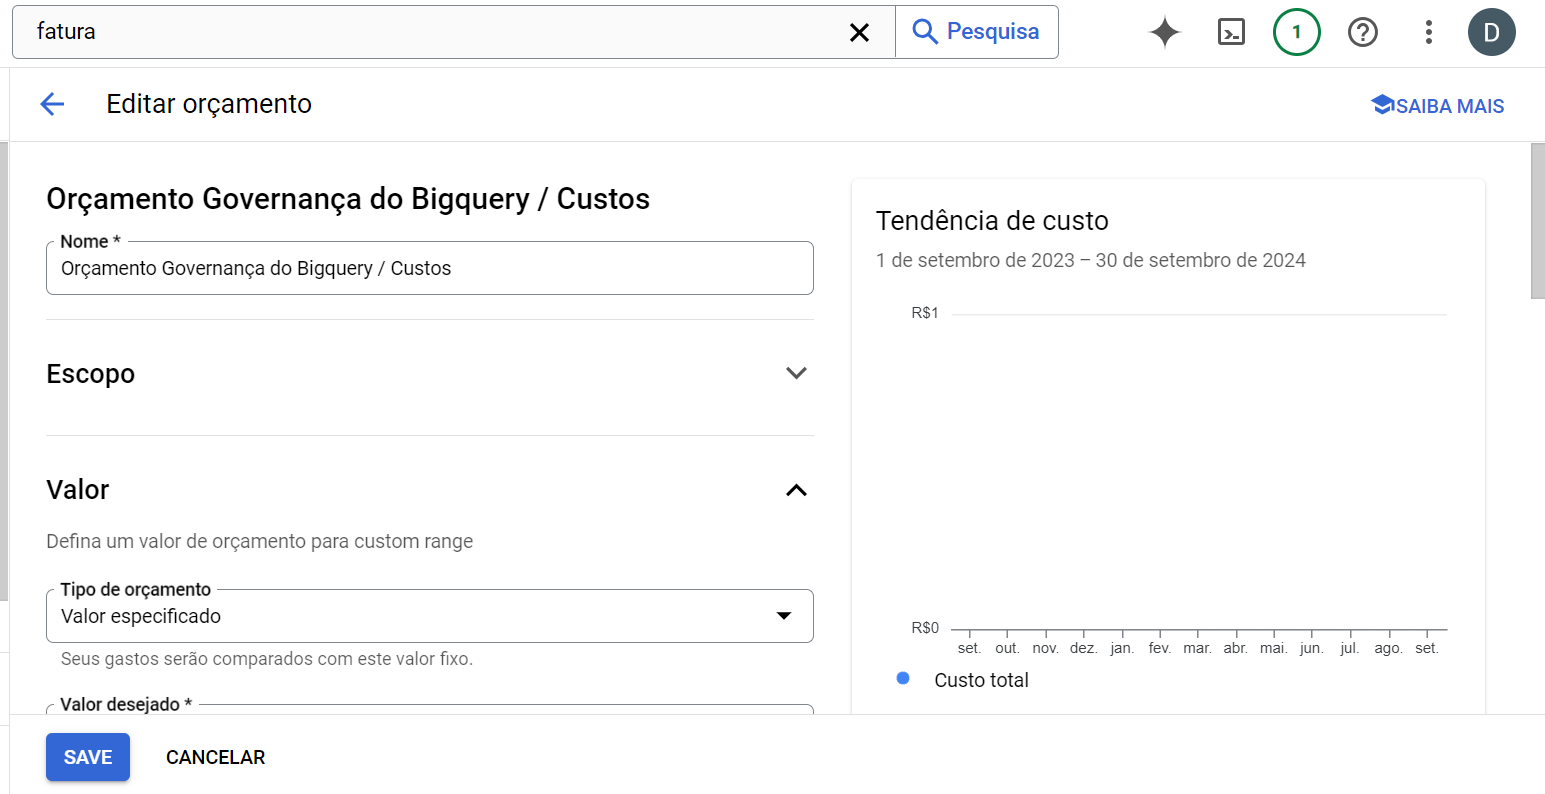 fatura
Pesquisa
1
D
Editar orçamento
SAIBA MAIS
Orçamento Governança do Bigquery / Custos
Nome *
Orçamento Governança do Bigquery / Custos
Escopo
Valor
Defina um valor de orçamento para custom range
Tipo de orçamento
Valor especificado
Seus gastos serão comparados com este valor fixo.
Valor desejado *
SAVE CANCELAR
Tendência de custo
1 de setembro de 2023 – 30 de setembro de 2024
R$1
R$0
set. out. nov. dez. jan. fev. mar. abr. mai. jun. jul. ago. set.
Custo total